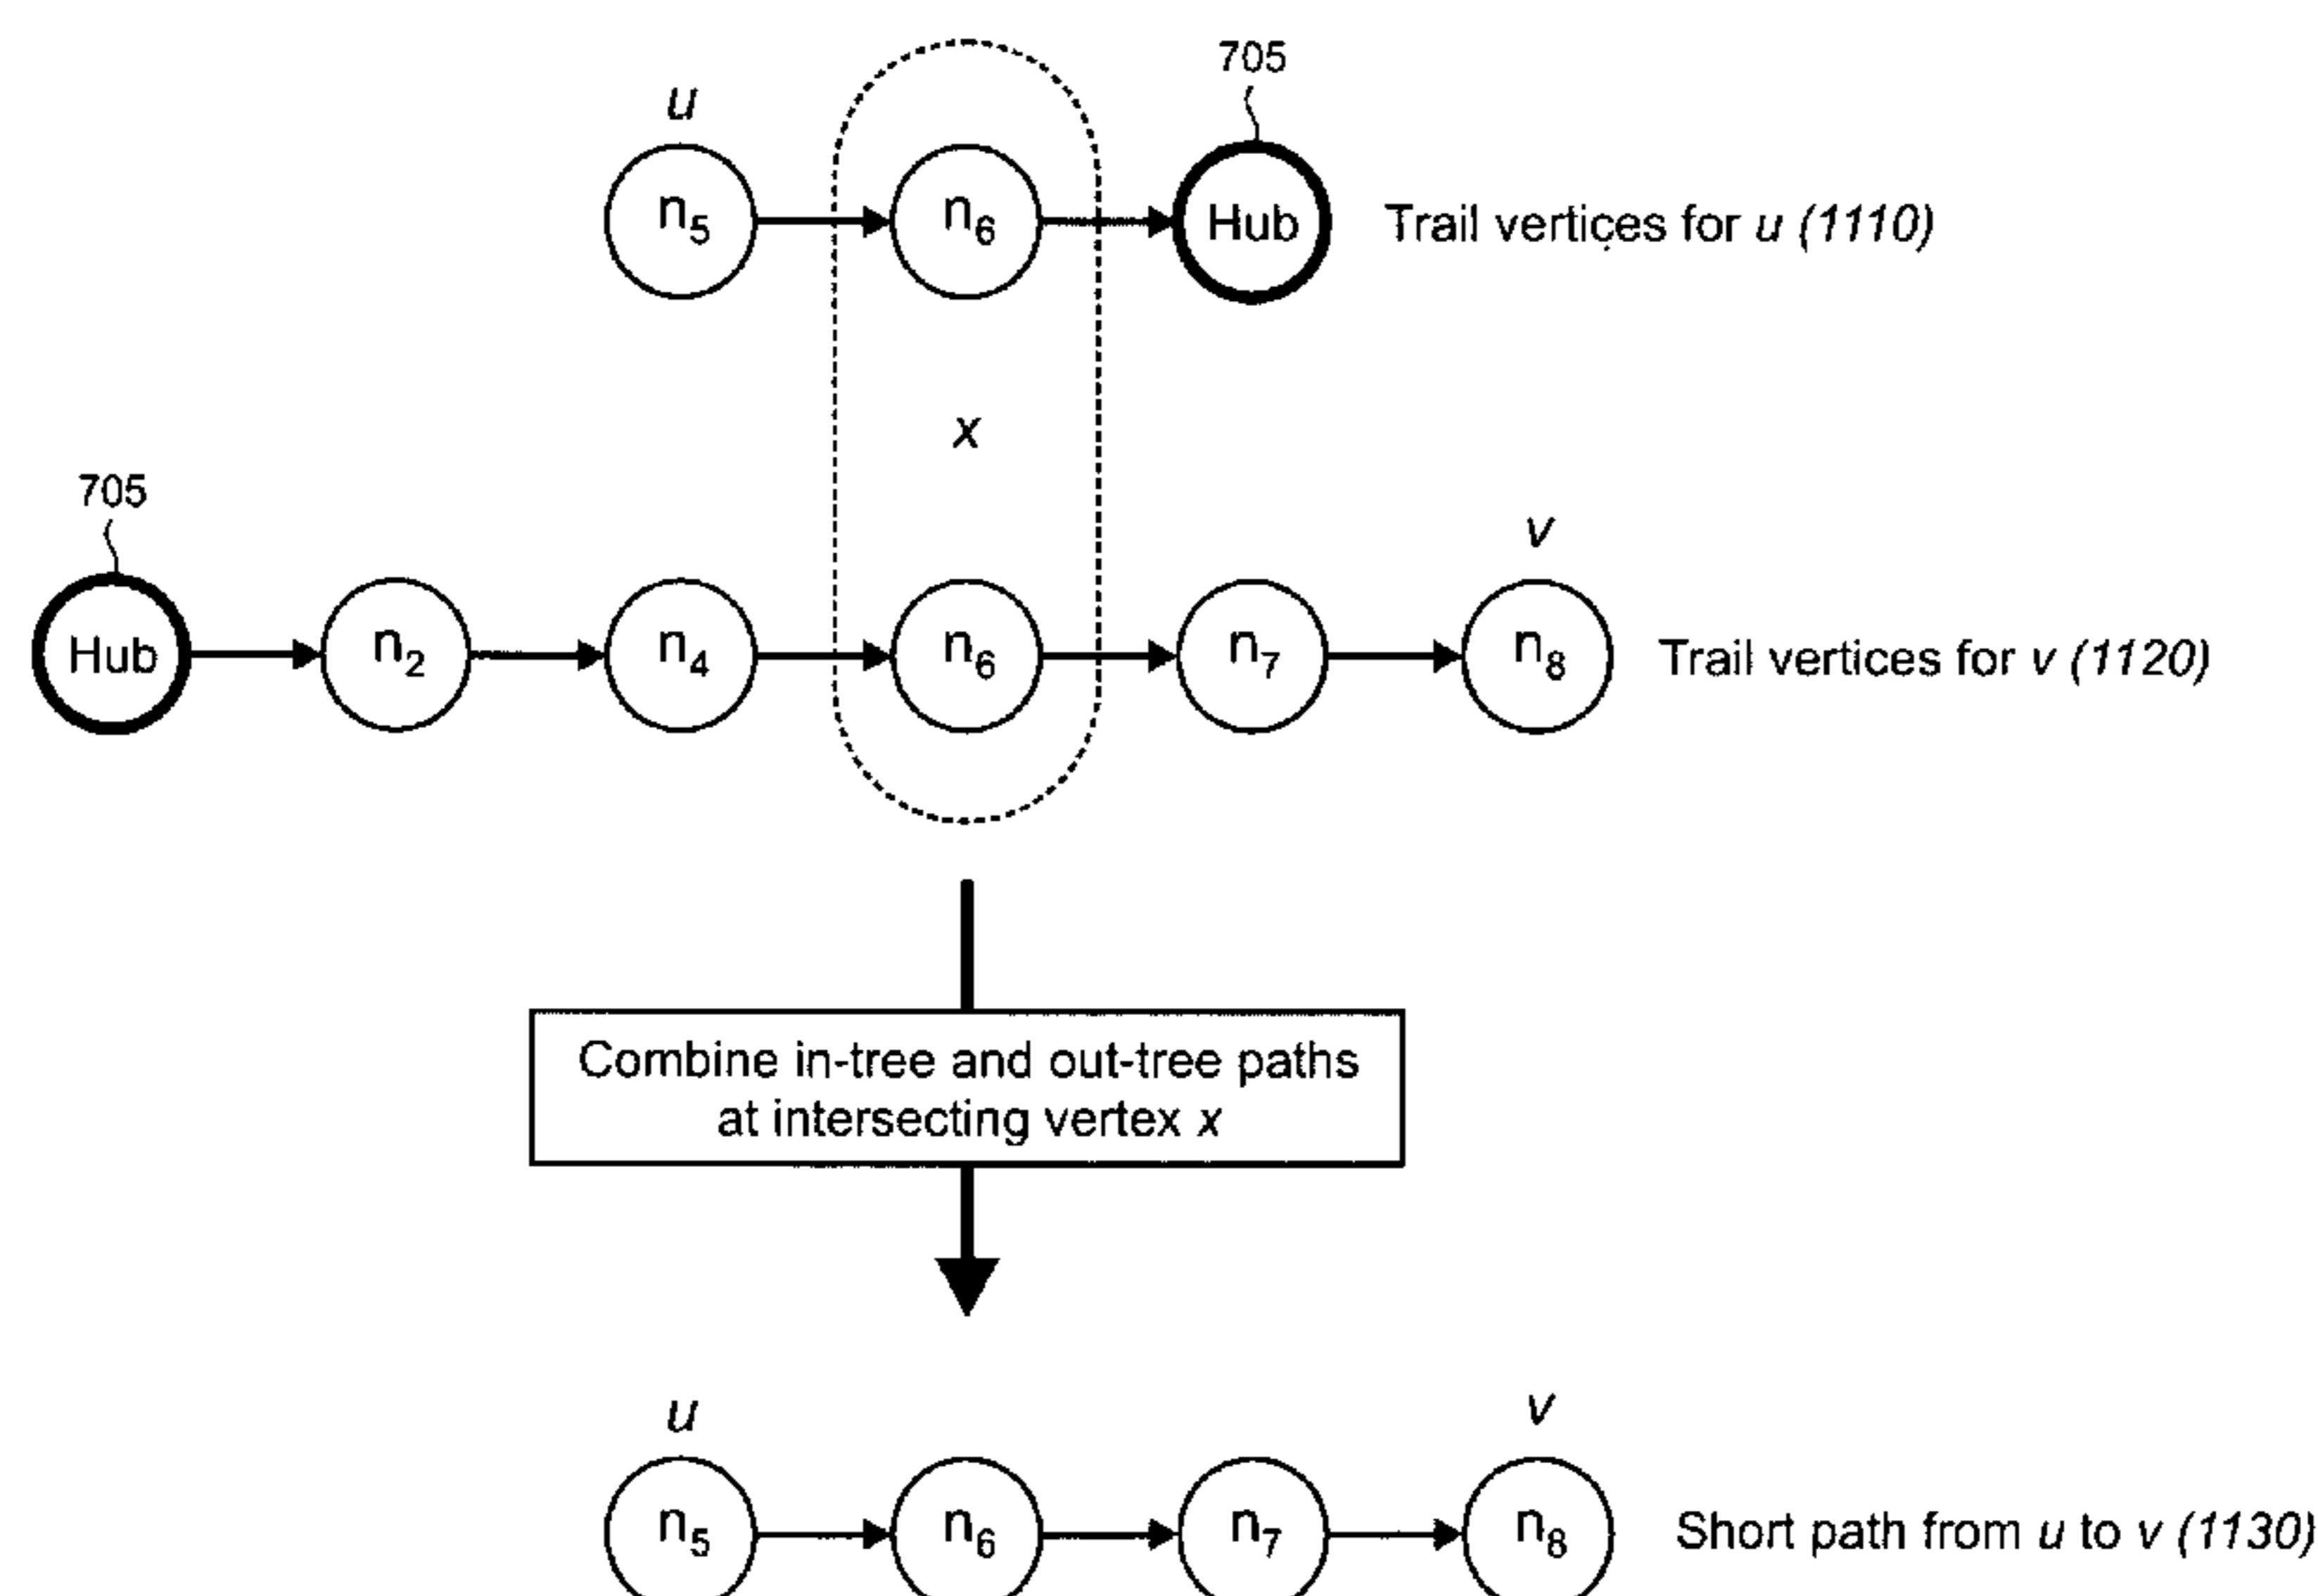 705
u
n5 n6 Hub Trail vertices for u (1110)
x
705
v
Hub n2 n4 n6 n7 n8 Trail vertices for v (1120)
Combine in-tree and out-tree paths
at intersecting vertex x
u v
n5 n6 n7 n8 Short path from u to v (1130)